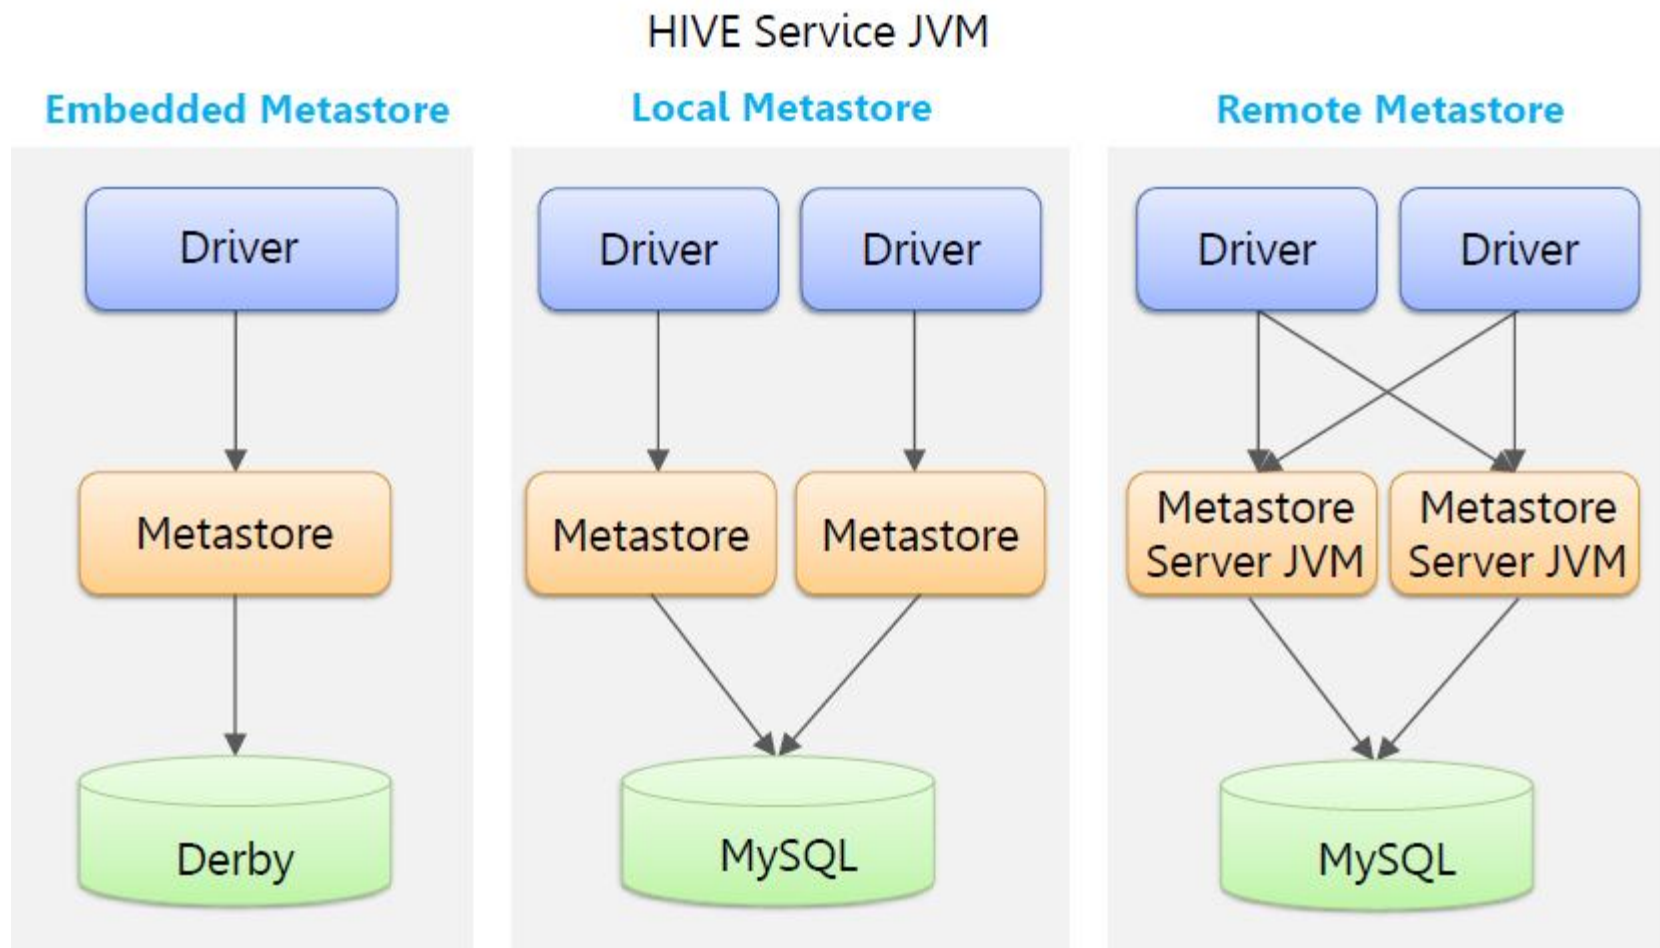 HIVE Service JVM
Embedded Metastore
Driver
Metastore
Derby
Local Metastore
Driver
Driver
Metastore
Metastore
MySQL
Remote Metastore
Driver
Driver
Metastore
Server JVM
Metastore
Server JVM
MySQL